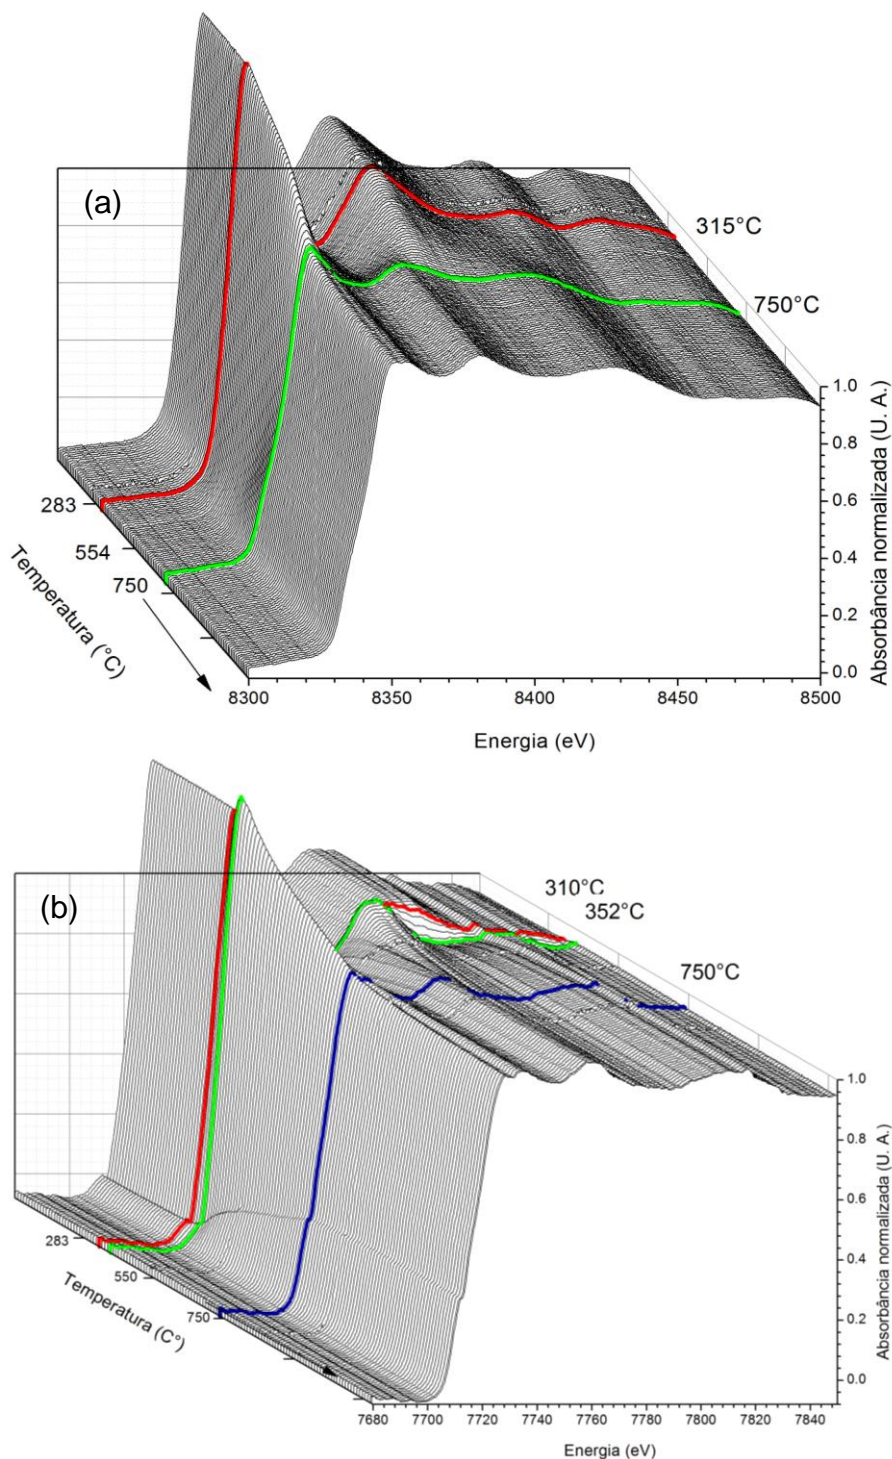 (a)
315°C
750°C
1.0
0.8
0.6
0.4
0.2
0.0
Absorbância normalizada (U. A.)
283
554
750
Temperatura (°C)
8300
8350
8400
8450
8500
Energia (eV)
(b)
310°C
352°C
750°C
1.0
0.8
0.6
0.4
0.2
0.0
Absorbância normalizada (U. A.)
283
550
750
Temperatura (C°)
7680
7700
7720
7740
7760
7780
7800
7820
7840
Energia (eV)